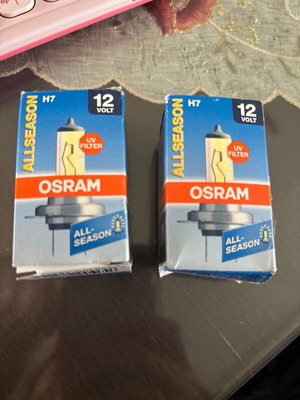 ALLSEASON
H7
12
VOLT
UV
FILTER
OSRAM
ALL-
SEASON
ALLSEASON
H7
12
VOLT
UV
FILTER
OSRAM
ALL-
SEASON